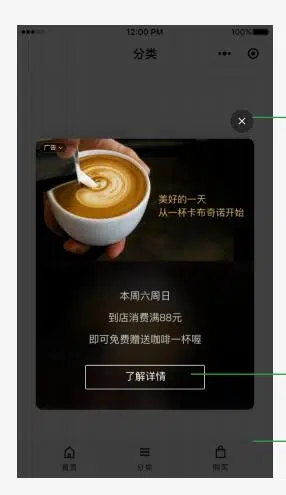 12:00 PM
100%
分类
广告
美好的一天
从一杯卡布奇诺开始
本周六周日
到店消费满88元
即可免费赠送咖啡一杯喔
了解详情
首页
分类
购买